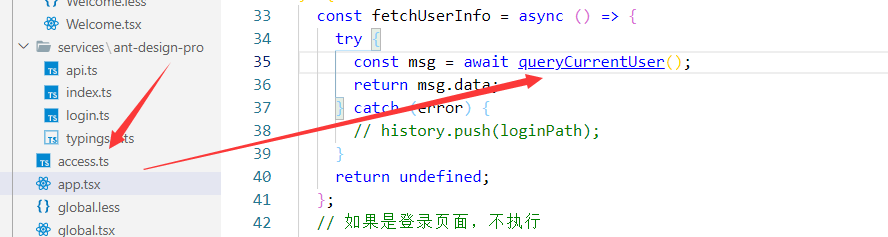 Welcome.less
Welcome.tsx
services\ant-design-pro
api.ts
index.ts
login.ts
access.ts
app.tsx
global.less
global.tsx
33 const fetchUserInfo = async () => {
34 try {
35 const msg = await queryCurrentUser();
36 return msg.data;
37 } catch (error) {
38 // history.push(loginPath);
39 }
40 return undefined;
41 };
42 // 如果是登录页面，不执行